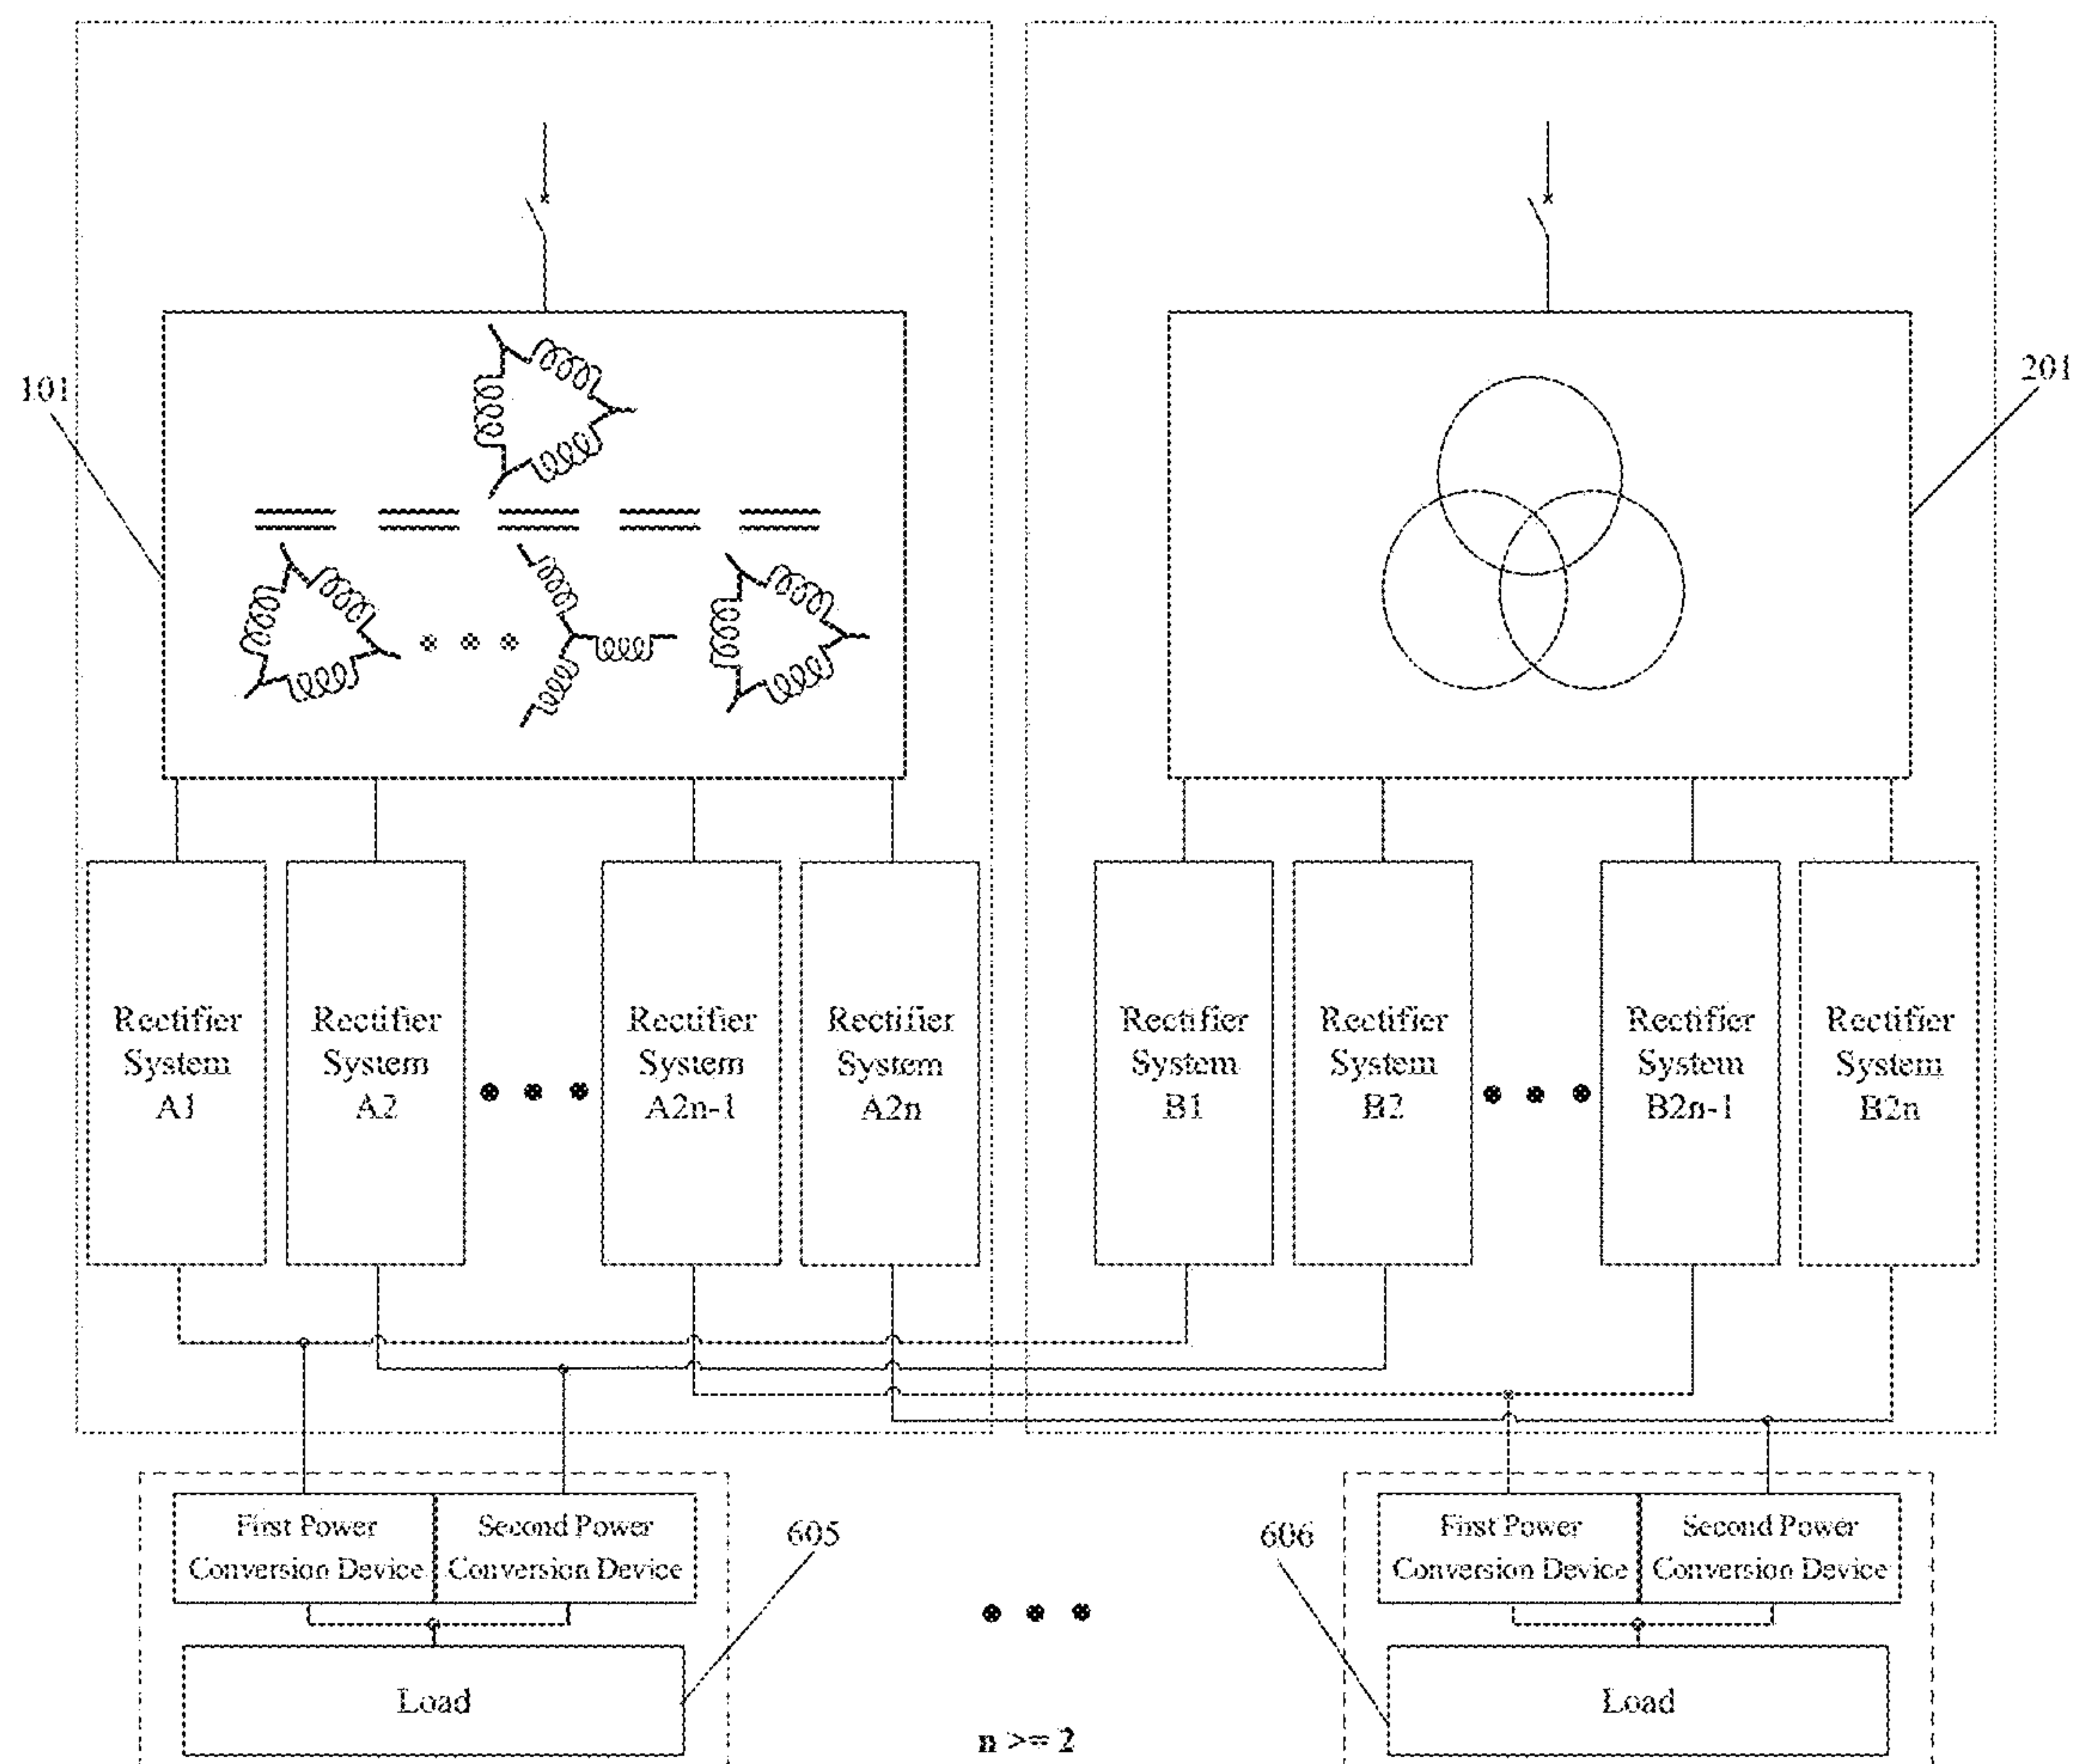 101
201
Rectifier
System
A1
Rectifier
System
A2
Rectifier
System
A2n-1
Rectifier
System
A2n
Rectifier
System
B1
Rectifier
System
B2
Rectifier
System
B2n-1
Rectifier
System
B2n
First Power
Conversion Device
Second Power
Conversion Device
605
606
First Power
Conversion Device
Second Power
Conversion Device
Load
n >= 2
Load